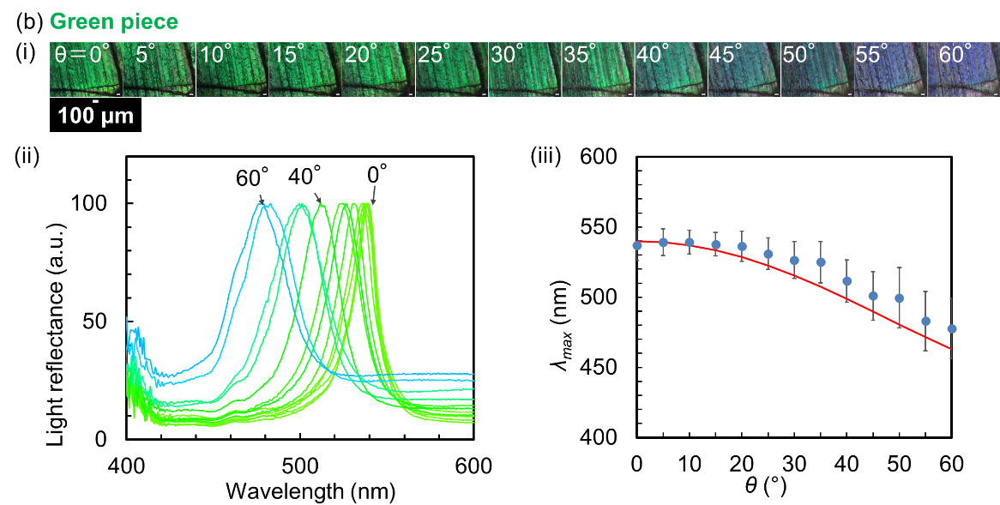 (b) Green piece
(i) θ=0° 5° 10° 15° 20° 25° 30° 35° 40° 45° 50° 55° 60°
100 µm
(ii)
60° 40° 0°
100
50
0
400 500 600
Light reflectance (a.u.)
Wavelength (nm)
(iii)
600
550
500
450
400
0 10 20 30 40 50 60
λmax (nm)
θ (°)